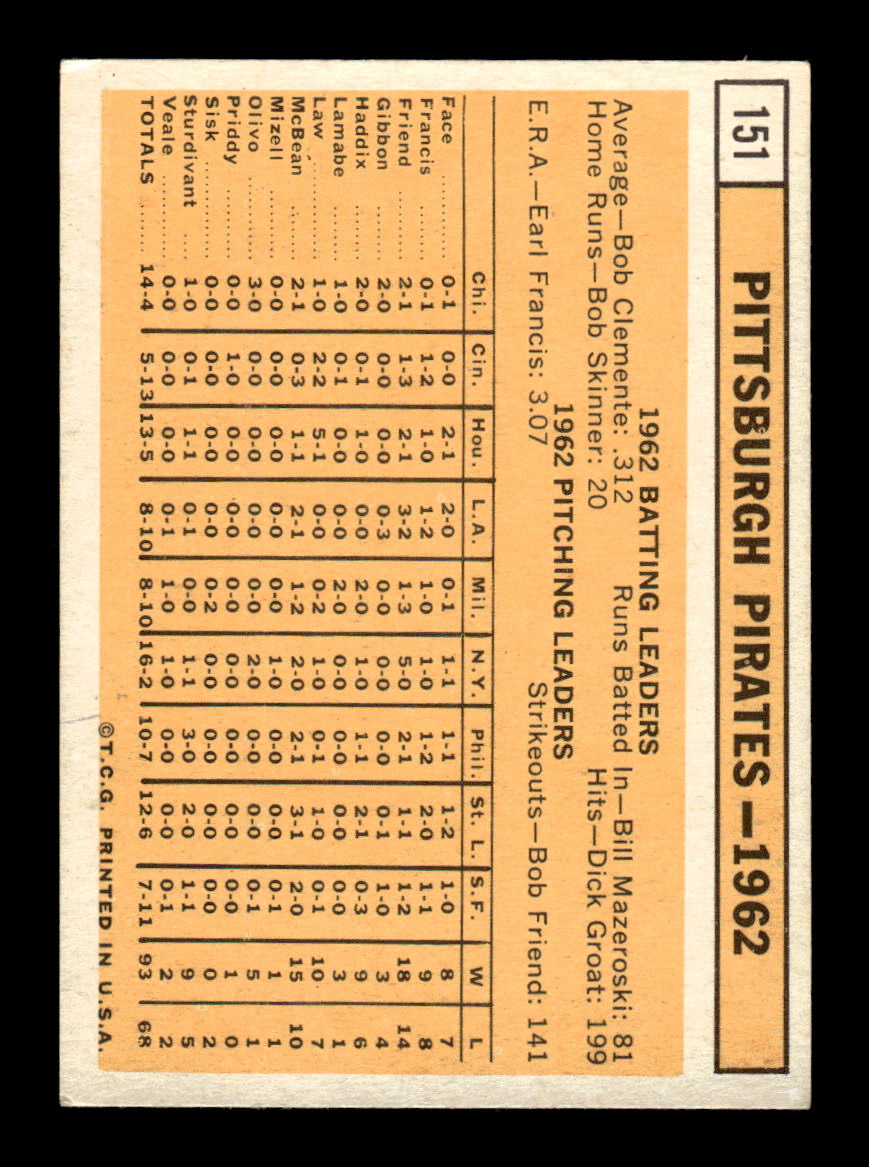 151 PITTSBURGH PIRATES—1962
1962 BATTING LEADERS
Average—Bob Clemente: .312 Runs Batted In—Bill Mazeroski: 81
Home Runs—Bob Skinner: 20 Hits—Dick Groat: 199
1962 PITCHING LEADERS
E.R.A.—Earl Francis: 3.07 Strikeouts—Bob Friend: 141
Chi. Cin. Hou. L.A. Mil. N.Y. Phil. St. L. S.F. W L
Face .......... 0-1 0-0 2-1 2-0 0-1 1-1 1-1 1-2 1-0 8 7
Francis ....... 0-1 1-2 1-0 1-2 1-0 1-0 1-2 2-0 1-1 9 8
Friend ........ 2-1 1-3 2-1 3-2 1-3 5-0 2-1 1-1 1-2 18 14
Gibbon ....... 2-0 0-0 0-0 0-3 0-0 0-0 0-0 0-1 1-0 3 4
Haddix ....... 2-0 0-1 1-0 0-0 2-0 1-0 1-1 2-1 0-3 9 6
Lamabe ...... 1-0 0-1 0-0 0-0 2-0 0-0 0-0 0-0 0-0 3 1
Law ........... 1-0 2-2 5-1 0-0 0-2 1-0 0-1 1-0 0-1 10 7
McBean ...... 2-1 0-3 1-1 2-1 1-2 2-0 2-1 3-1 2-0 15 10
Mizell ......... 0-0 0-0 0-0 0-0 0-0 1-0 0-0 0-0 0-1 1 1
Olivo .......... 3-0 0-0 0-0 0-0 0-0 2-0 0-0 0-0 0-1 5 1
Priddy ........ 0-0 1-0 0-0 0-0 0-0 0-0 0-0 0-0 0-0 1 0
Sisk ........... 0-0 0-0 0-0 0-0 0-2 0-0 0-0 0-0 0-0 0 2
Sturdivant .... 1-0 0-1 1-1 0-1 0-0 1-1 3-0 2-0 1-1 9 5
Veale ......... 0-0 0-0 0-0 0-1 1-0 1-0 0-0 0-0 0-1 2 2
TOTALS ...... 14-4 5-13 13-5 8-10 8-10 16-2 10-7 12-6 7-11 93 68
©T.C.G. PRINTED IN U.S.A.